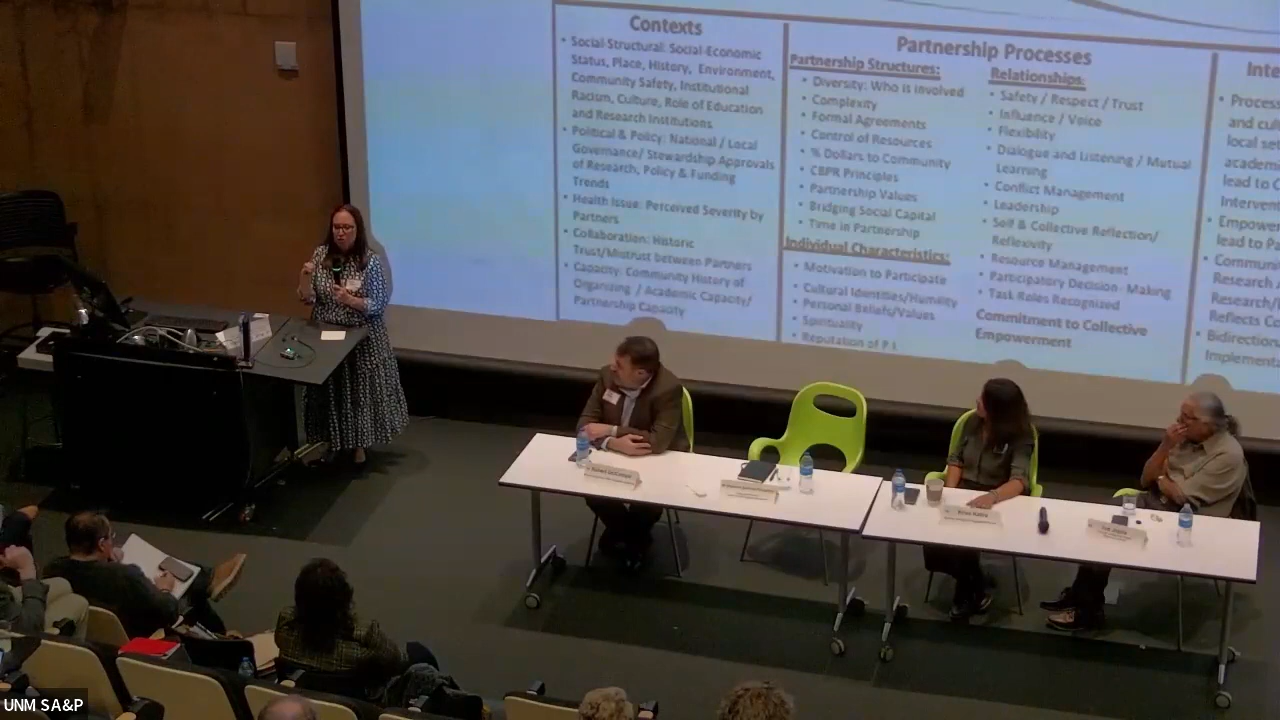 Contexts
• Social-Structural: Social-Economic
Status, Place, History, Environment,
Community Safety, Institutional
Racism, Culture, Role of Education
and Research Institutions
• Political & Policy: National / Local
Governance/ Stewardship Approvals
of Research, Policy & Funding
Trends
• Health Issue: Perceived Severity by
Partners
• Collaboration: Historic
Trust/Mistrust between Partners
• Capacity: Community History of
Organizing / Academic Capacity/
Partnership Capacity
Partnership Processes
Partnership Structures:
• Diversity: Who is involved
• Complexity
• Formal Agreements
• Control of Resources
• % Dollars to Community
• CBPR Principles
• Partnership Values
• Bridging Social Capital
• Time in Partnership
Individual Characteristics:
• Motivation to Participate
• Cultural Identities/Humility
• Personal Beliefs/Values
• Spirituality
• Reputation of P.I.
Relationships:
• Safety / Respect / Trust
• Influence / Voice
• Flexibility
• Dialogue and Listening / Mutual
Learning
• Conflict Management
• Leadership
• Self & Collective Reflection/
Reflexivity
• Resource Management
• Participatory Decision-Making
• Task Roles Recognized
Commitment to Collective
Empowerment
Inte
• Process
and cul
local set
academ
lead to C
Interven
• Empower
lead to Pa
• Communi
Research
Research/
Reflects Co
• Bidirection
Implement
UNM SA&P